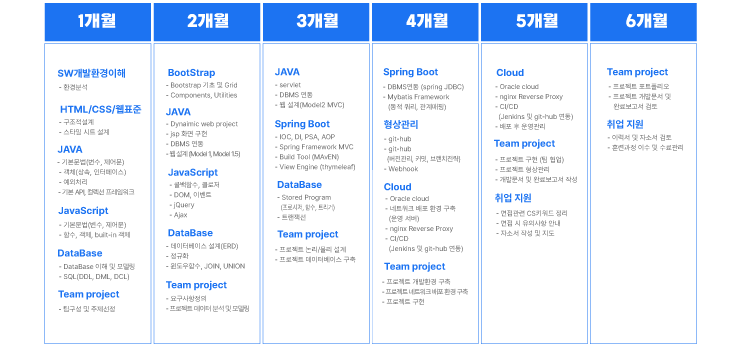 1개월
SW개발환경이해
- 환경분석
HTML/CSS/웹표준
- 구조적설계
- 스타일 시트 설계
JAVA
- 기본문법(변수, 제어문)
- 객체(상속, 인터페이스)
- 예외처리
- 기본 API, 컬렉션 프레임워크
JavaScript
- 기본문법(변수, 제어문)
- 함수, 객체, built-in 객체
DataBase
- DataBase 이해 및 모델링
- SQL(DDL, DML, DCL)
Team project
- 팀구성 및 주제선정
2개월
BootStrap
- Bootstrap 기초 및 Grid
- Components, Utilities
JAVA
- Dynaimic web project
- jsp 화면 구현
- DBMS 연동
- 웹 설계(Model 1, Model 1.5)
JavaScript
- 콜백함수, 클로저
- DOM, 이벤트
- jQuery
- Ajax
DataBase
- 데이터베이스 설계(ERD)
- 정규화
- 윈도우함수, JOIN, UNION
Team project
- 요구사항정의
- 프로젝트 데이터 분석 및 모델링
3개월
JAVA
- servlet
- DBMS 연동
- 웹 설계(Model2 MVC)
Spring Boot
- IOC, DI, PSA, AOP
- Spring Framework MVC
- Build Tool (MAvEN)
- View Engine (thymeleaf)
DataBase
- Stored Program
(프로시저, 함수, 트리거)
- 트랜잭션
Team project
- 프로젝트 논리/물리 설계
- 프로젝트 데이터베이스 구축
4개월
Spring Boot
- DBMS연동 (spring JDBC)
- Mybatis Framework
(동적 쿼리, 관계매핑)
형상관리
- git-hub
- git-hub
(버전관리, 커밋, 브랜치전략)
- Webhook
Cloud
- Oracle cloud
- 네트워크 배포 환경 구축
(운영 서버)
- nginx Reverse Proxy
- CI/CD
(Jenkins 및 git-hub 연동)
Team project
- 프로젝트 개발환경 구축
- 프로젝트 네트워크 배포 환경 구축
- 프로젝트 구현
5개월
Cloud
- Oracle cloud
- nginx Reverse Proxy
- CI/CD
(Jenkins 및 git-hub 연동)
- 배포 후 운영관리
Team project
- 프로젝트 구현 (팀 협업)
- 프로젝트 형상관리
- 개발문서 및 완료보고서 작성
취업 지원
- 면접관련 CS키워드 정리
- 면접 시 유의사항 안내
- 자소서 작성 및 지도
6개월
Team project
- 프로젝트 포트폴리오
- 프로젝트 개발문서 및
완료보고서 검토
취업 지원
- 이력서 및 자소서 검토
- 훈련과정 이수 및 수료관리